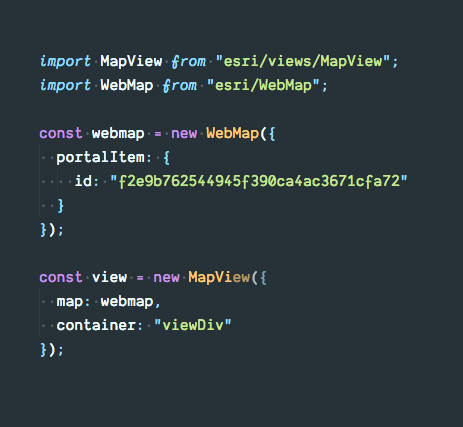 import MapView from "esri/views/MapView";
import WebMap from "esri/WebMap";
const webmap = new WebMap({
portalItem: {
id: "f2e9b762544945f390ca4ac3671cfa72"
}
});
const view = new MapView({
map: webmap,
container: "viewDiv"
});